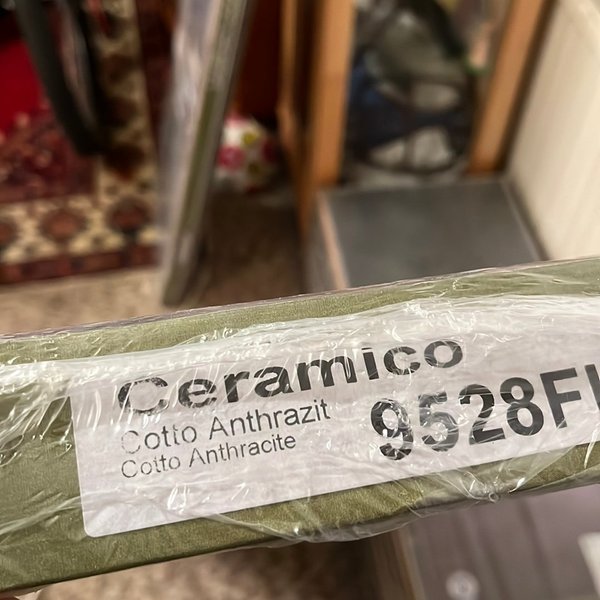 Ceramico
Cotto Anthrazit
Cotto Anthracite
9528F